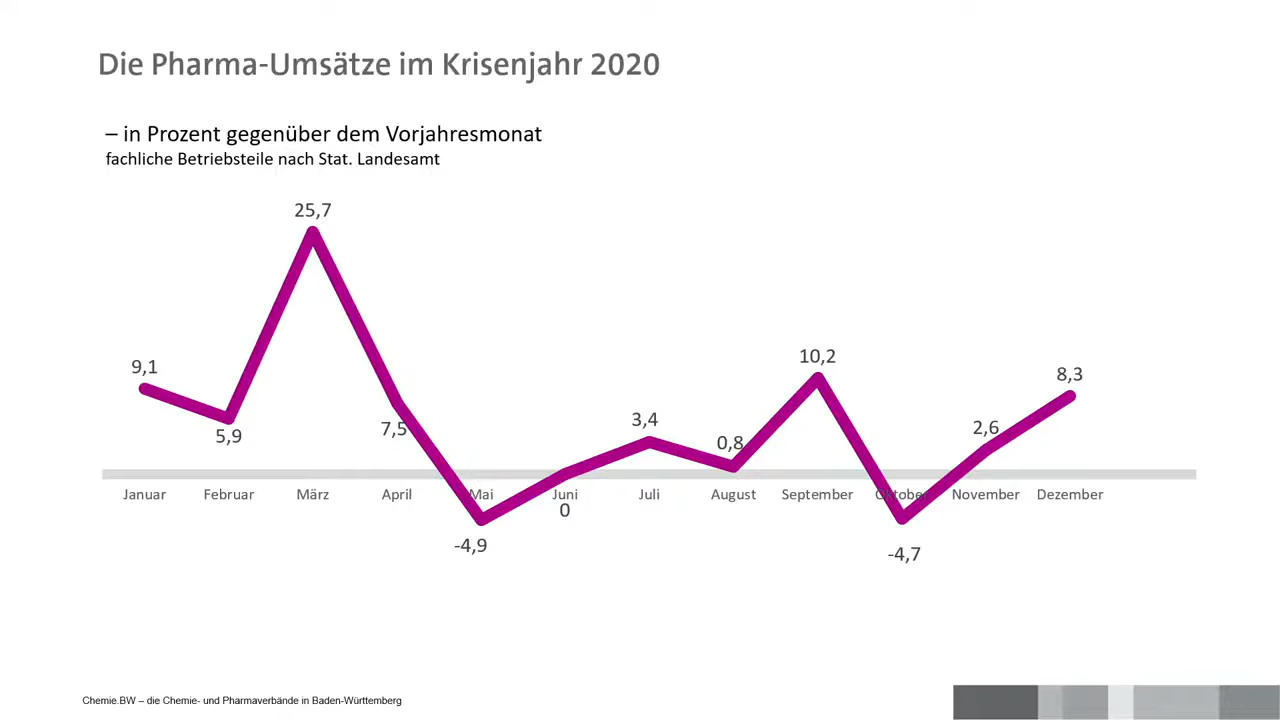 Die Pharma-Umsätze im Krisenjahr 2020
– in Prozent gegenüber dem Vorjahresmonat
fachliche Betriebsteile nach Stat. Landesamt
25,7
9,1
5,9
7,5
-4,9
0
3,4
0,8
10,2
-4,7
2,6
8,3
Januar Februar März April Mai Juni Juli August September Oktober November Dezember
Chemie.BW – die Chemie- und Pharmaverbände in Baden-Württemberg